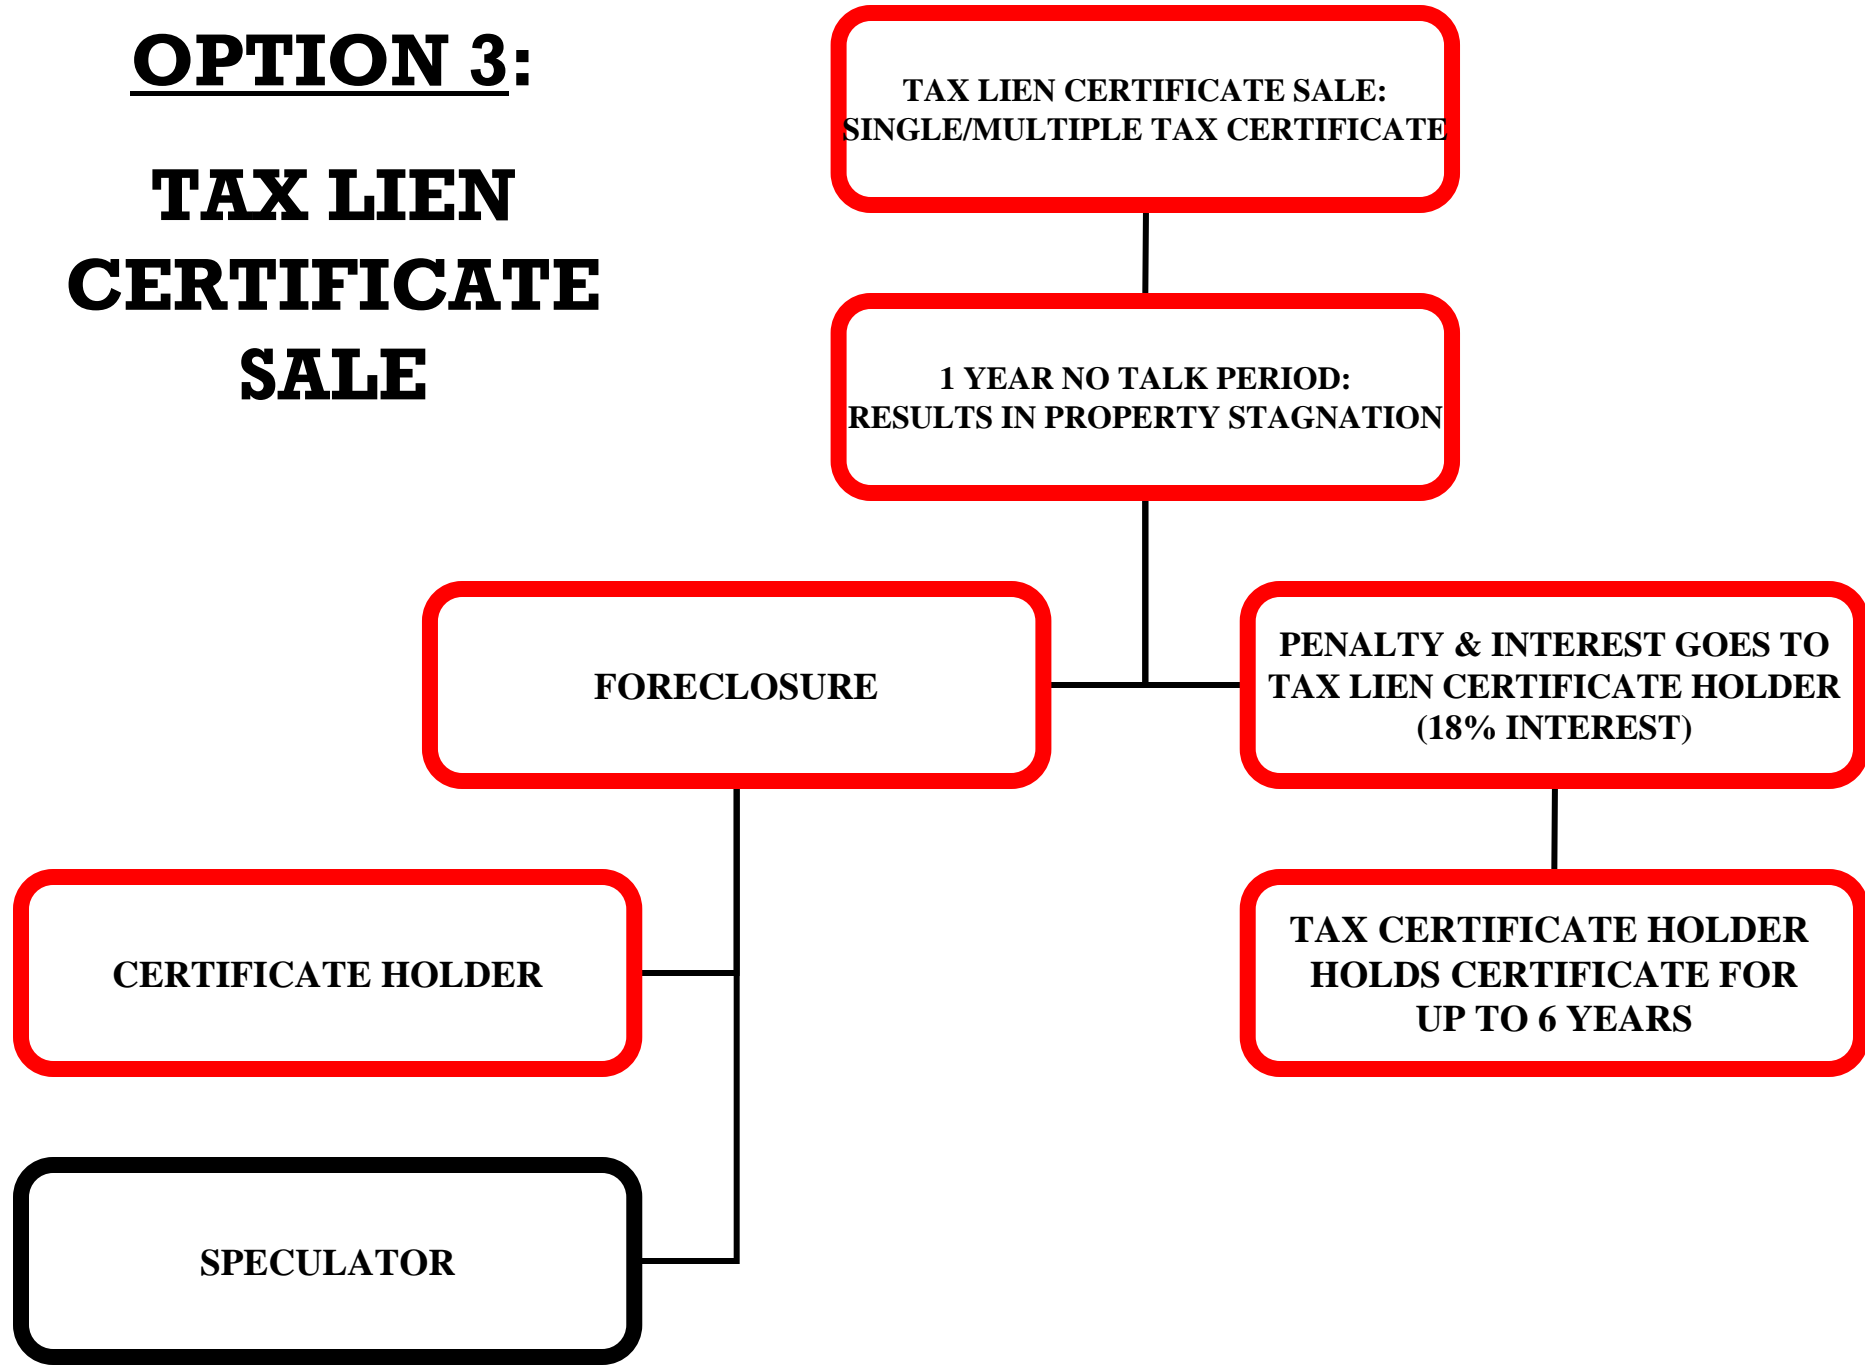 OPTION 3:
TAX LIEN
CERTIFICATE
SALE
TAX LIEN CERTIFICATE SALE:
SINGLE/MULTIPLE TAX CERTIFICATE
1 YEAR NO TALK PERIOD:
RESULTS IN PROPERTY STAGNATION
FORECLOSURE
PENALTY & INTEREST GOES TO
TAX LIEN CERTIFICATE HOLDER
(18% INTEREST)
CERTIFICATE HOLDER
TAX CERTIFICATE HOLDER
HOLDS CERTIFICATE FOR
UP TO 6 YEARS
SPECULATOR